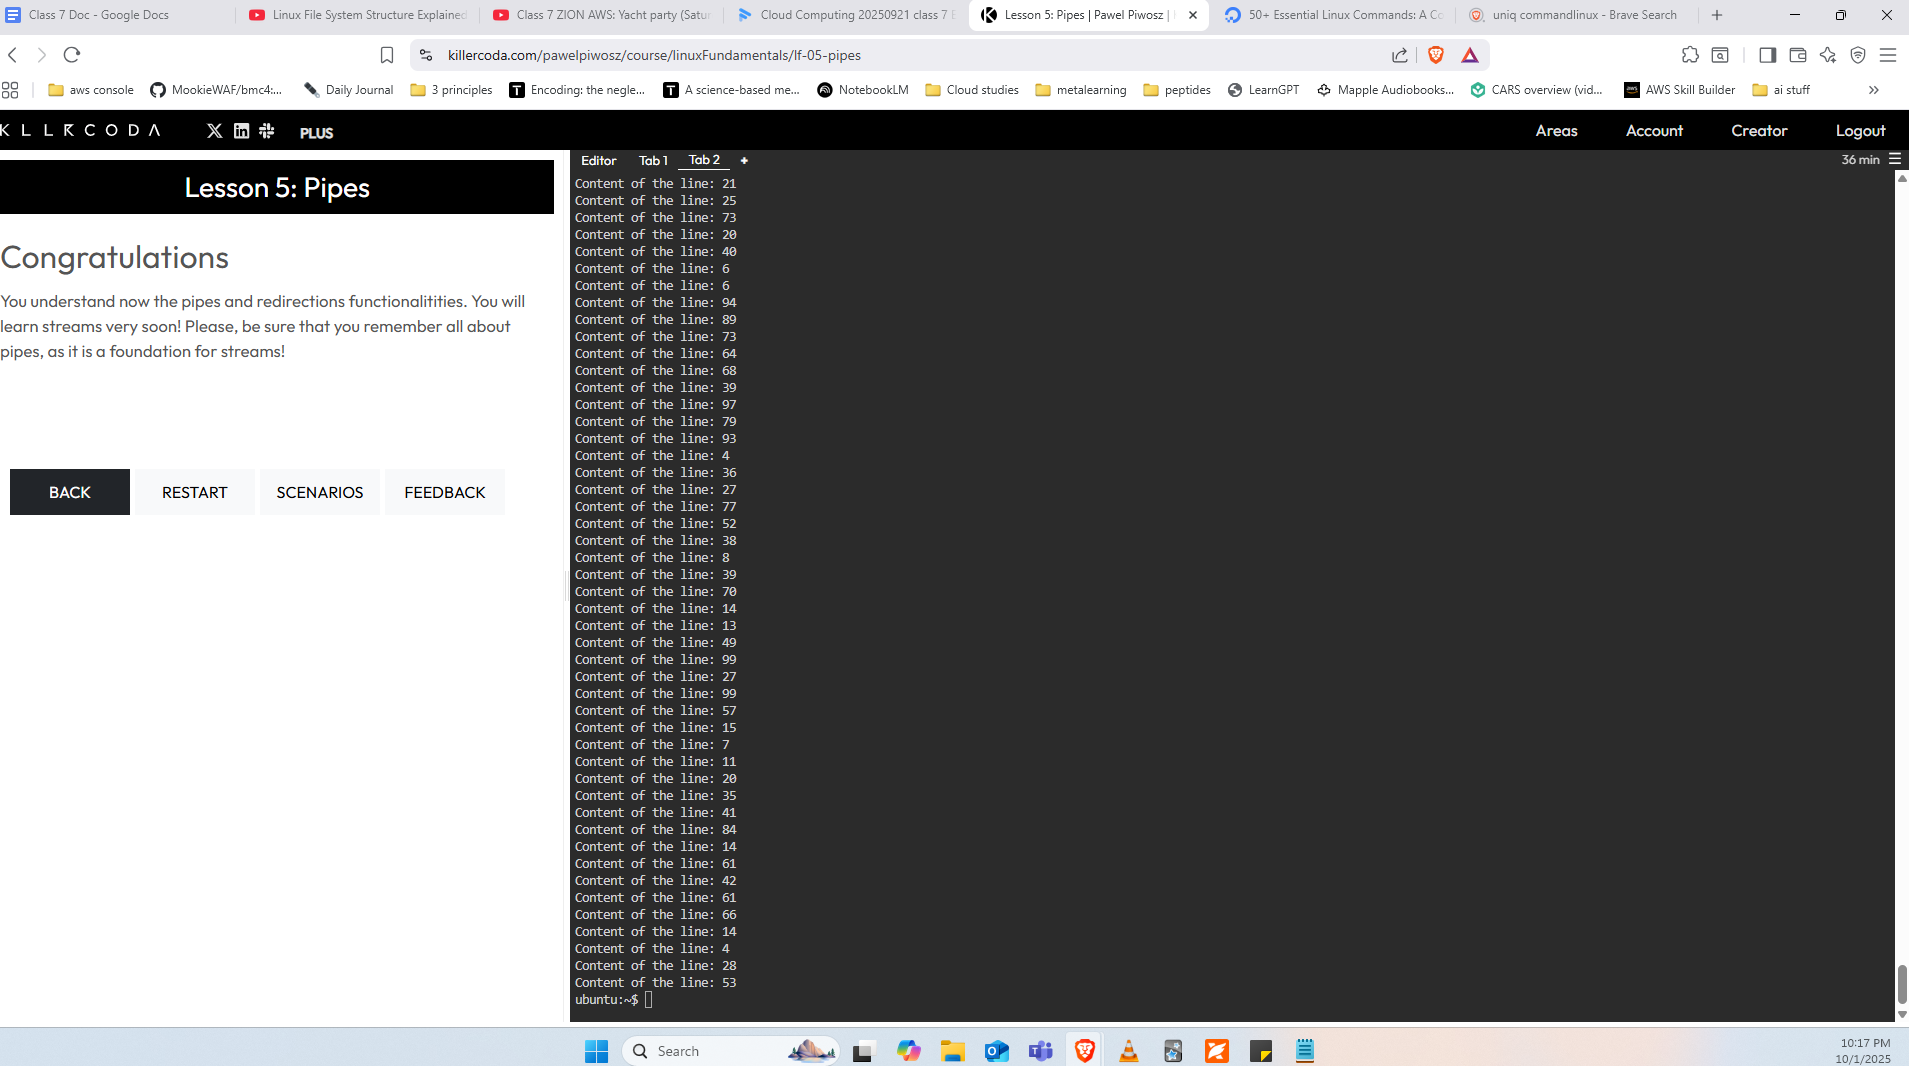 Class 7 Doc - Google Docs
Linux File System Structure Explained
Class 7 ZION AWS: Yacht party (Satu
Cloud Computing 20250921 class 7
Lesson 5: Pipes | Pawel Piwosz |
50+ Essential Linux Commands: A Co
uniq commandlinux - Brave Search
killercoda.com/pawelpiwosz/course/linuxFundamentals/lf-05-pipes
aws console
MookieWAF/bmc4:...
Daily Journal
3 principles
Encoding: the negle...
A science-based me...
NotebookLM
Cloud studies
metalearning
peptides
LearnGPT
Mapple Audiobooks...
CARS overview (vid...
AWS Skill Builder
ai stuff
KLLRCODA
PLUS
Areas
Account
Creator
Logout
Lesson 5: Pipes
Editor
Tab 1
Tab 2
+
36 min
Congratulations
You understand now the pipes and redirections functionalitities. You will
learn streams very soon! Please, be sure that you remember all about
pipes, as it is a foundation for streams!
BACK
RESTART
SCENARIOS
FEEDBACK
Content of the line: 21
Content of the line: 25
Content of the line: 73
Content of the line: 20
Content of the line: 40
Content of the line: 6
Content of the line: 6
Content of the line: 94
Content of the line: 89
Content of the line: 73
Content of the line: 64
Content of the line: 68
Content of the line: 39
Content of the line: 97
Content of the line: 79
Content of the line: 93
Content of the line: 4
Content of the line: 36
Content of the line: 27
Content of the line: 77
Content of the line: 52
Content of the line: 38
Content of the line: 8
Content of the line: 39
Content of the line: 70
Content of the line: 14
Content of the line: 13
Content of the line: 49
Content of the line: 99
Content of the line: 27
Content of the line: 99
Content of the line: 57
Content of the line: 15
Content of the line: 7
Content of the line: 11
Content of the line: 20
Content of the line: 35
Content of the line: 41
Content of the line: 84
Content of the line: 14
Content of the line: 61
Content of the line: 42
Content of the line: 61
Content of the line: 66
Content of the line: 14
Content of the line: 4
Content of the line: 28
Content of the line: 53
ubuntu:~$
Search
10:17 PM
10/1/2025